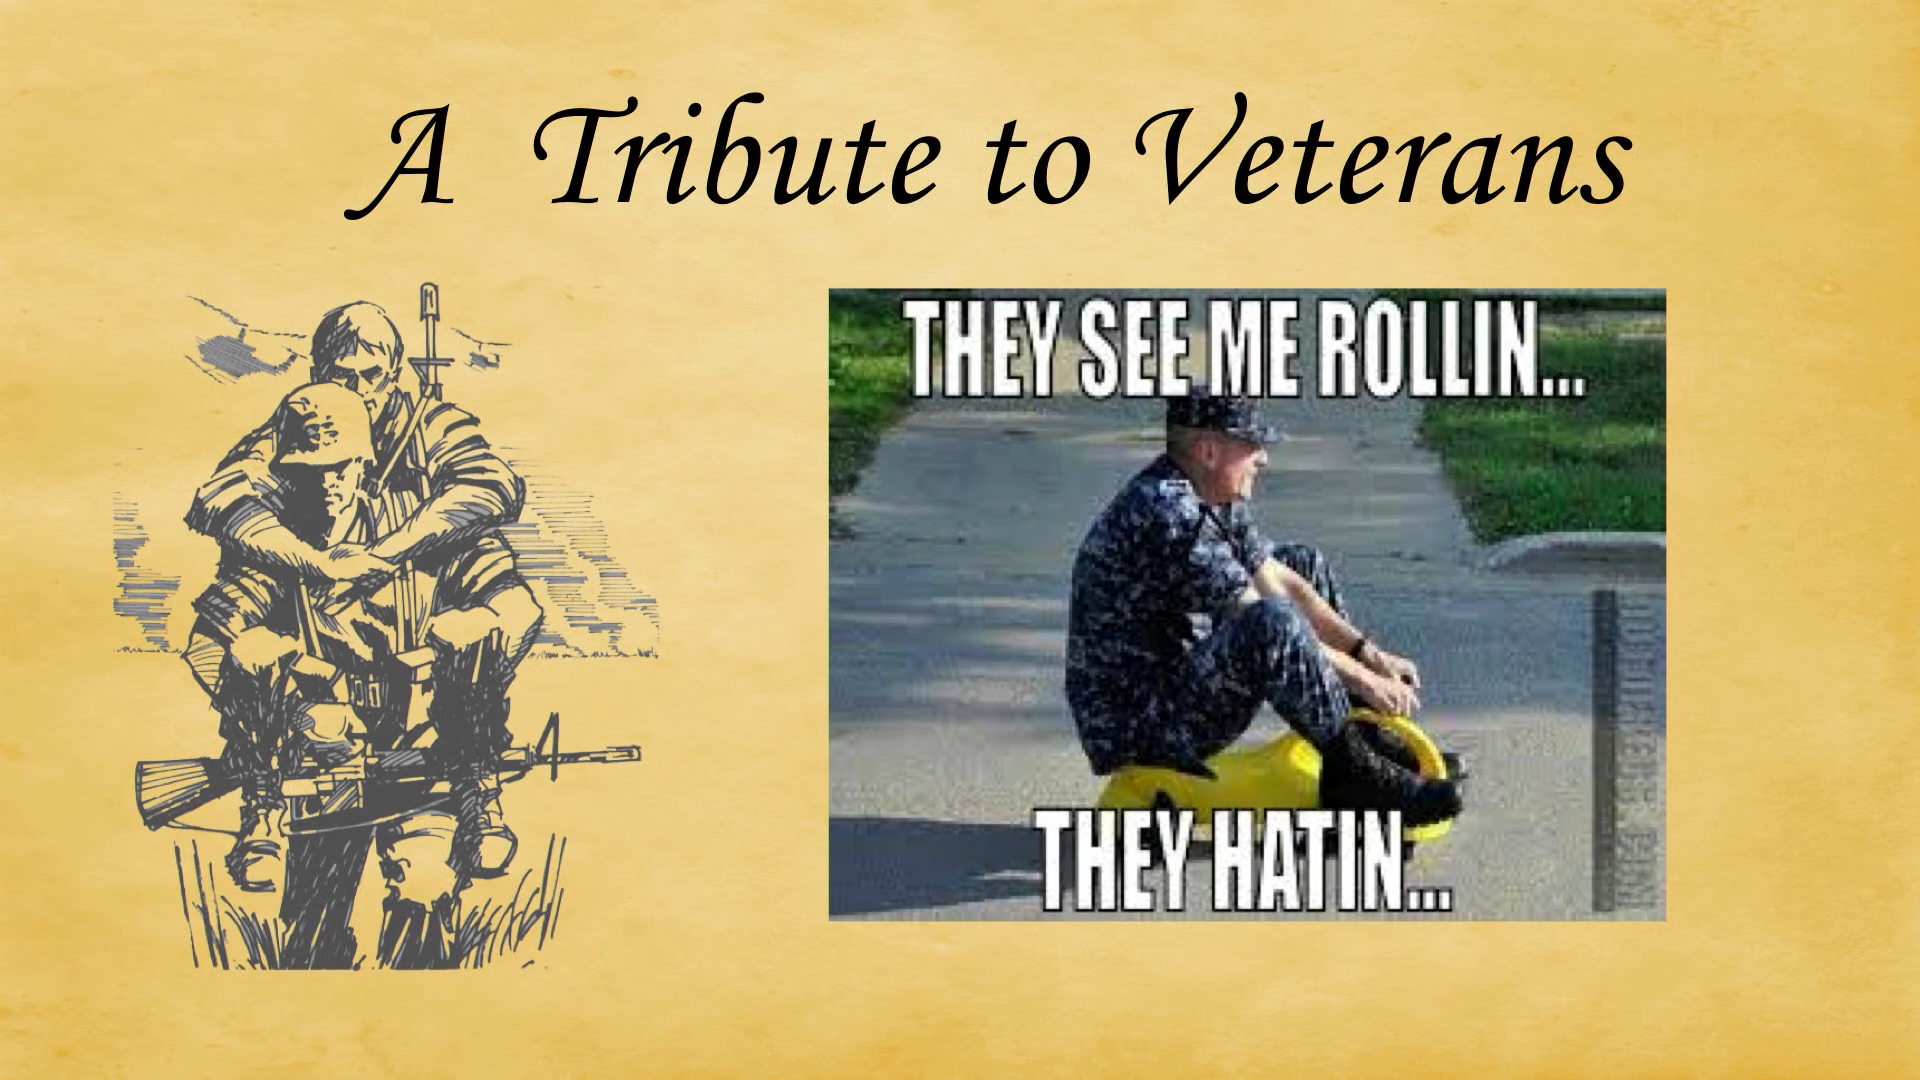 A Tribute to Veterans
THEY SEE ME ROLLIN...
THEY HATIN...